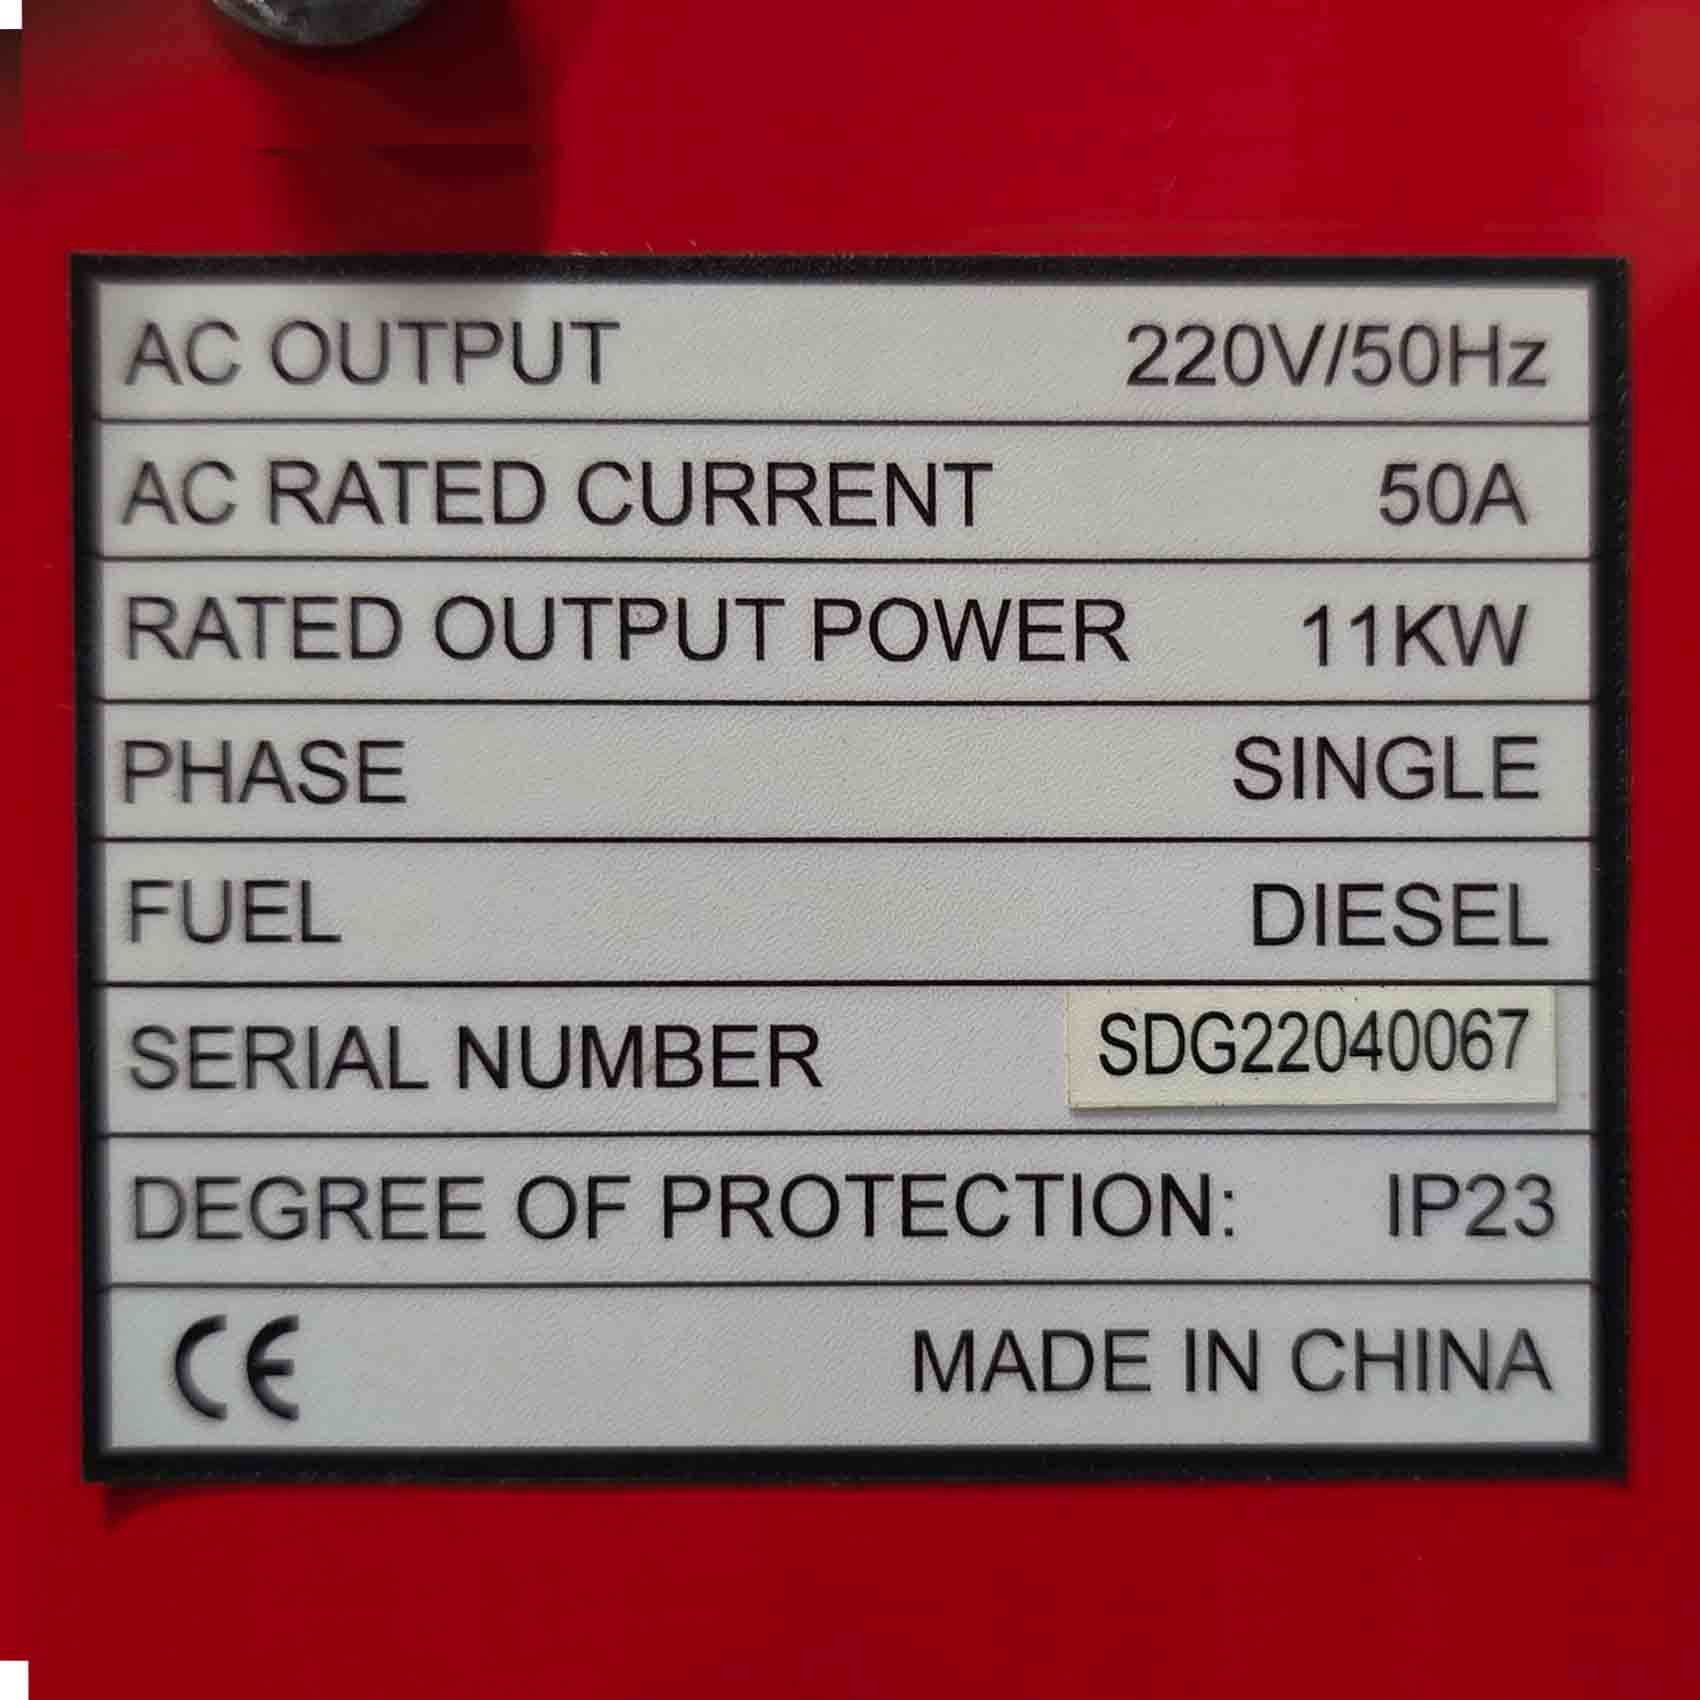 AC OUTPUT 220V/50Hz
AC RATED CURRENT 50A
RATED OUTPUT POWER 11KW
PHASE SINGLE
FUEL DIESEL
SERIAL NUMBER SDG22040067
DEGREE OF PROTECTION: IP23
CE MADE IN CHINA